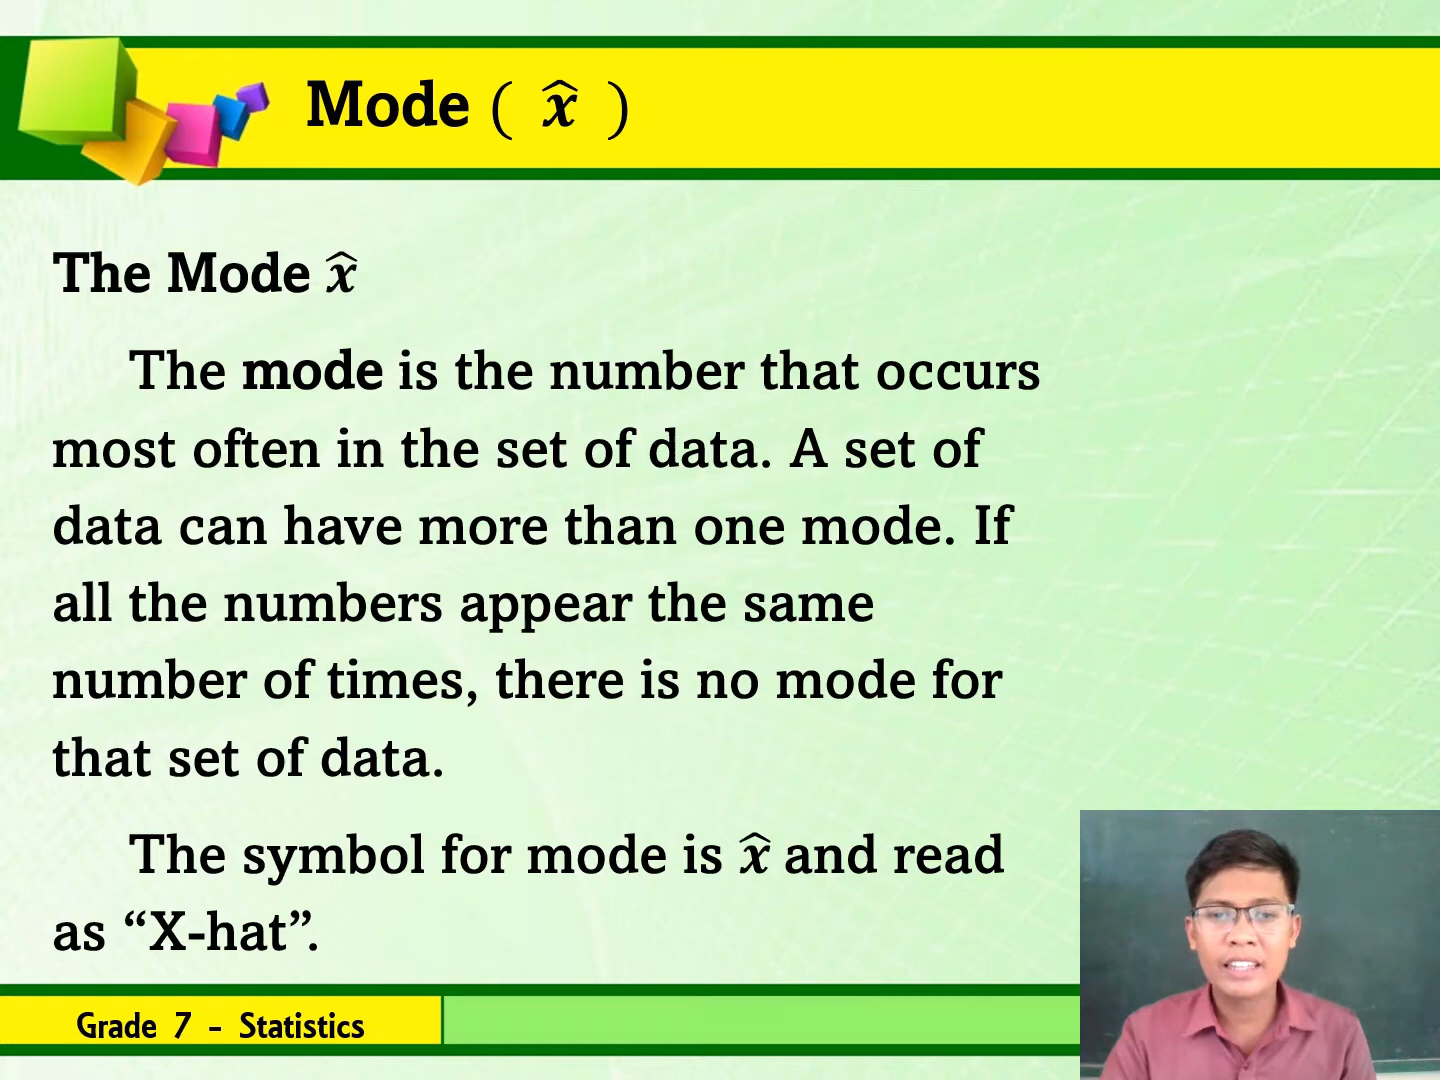 Mode ( x̂ )
The Mode x̂
The mode is the number that occurs
most often in the set of data. A set of
data can have more than one mode. If
all the numbers appear the same
number of times, there is no mode for
that set of data.
The symbol for mode is x̂ and read
as “X-hat”.
Grade 7 – Statistics